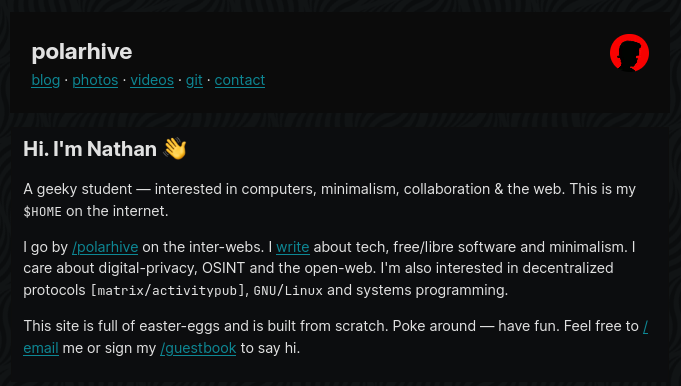 polarhive
blog · photos · videos · git · contact
Hi. I'm Nathan 👋
A geeky student — interested in computers, minimalism, collaboration & the web. This is my
$HOME on the internet.
I go by /polarhive on the inter-webs. I write about tech, free/libre software and minimalism. I
care about digital-privacy, OSINT and the open-web. I'm also interested in decentralized
protocols [matrix/activitypub], GNU/Linux and systems programming.
This site is full of easter-eggs and is built from scratch. Poke around — have fun. Feel free to /
email me or sign my /guestbook to say hi.